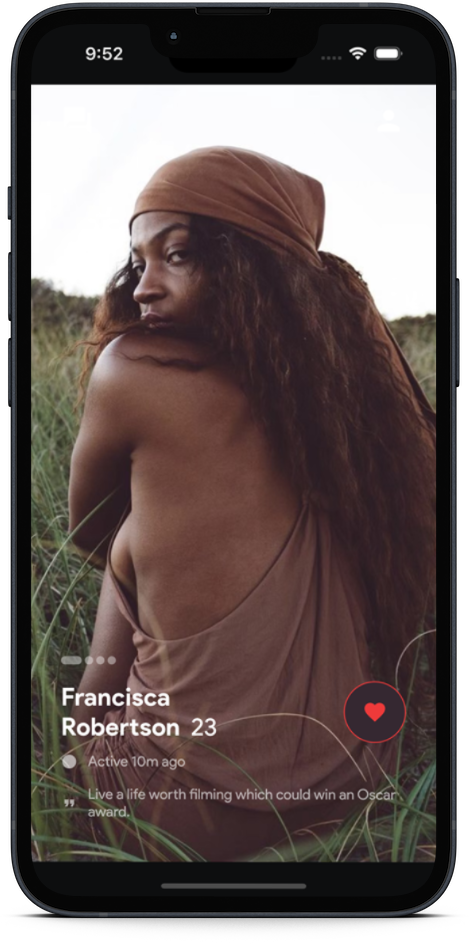 9:52
Francisca
Robertson 23
Active 10m ago
Live a life worth filming which could win an Oscar
award.